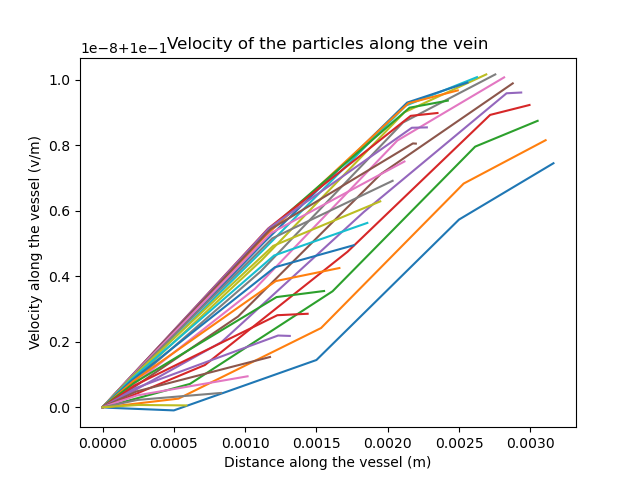 Velocity of the particles along the vein
1e−8+1e−1
1.0
0.8
0.6
0.4
0.2
0.0
Velocity along the vessel (v/m)
0.0000 0.0005 0.0010 0.0015 0.0020 0.0025 0.0030
Distance along the vessel (m)